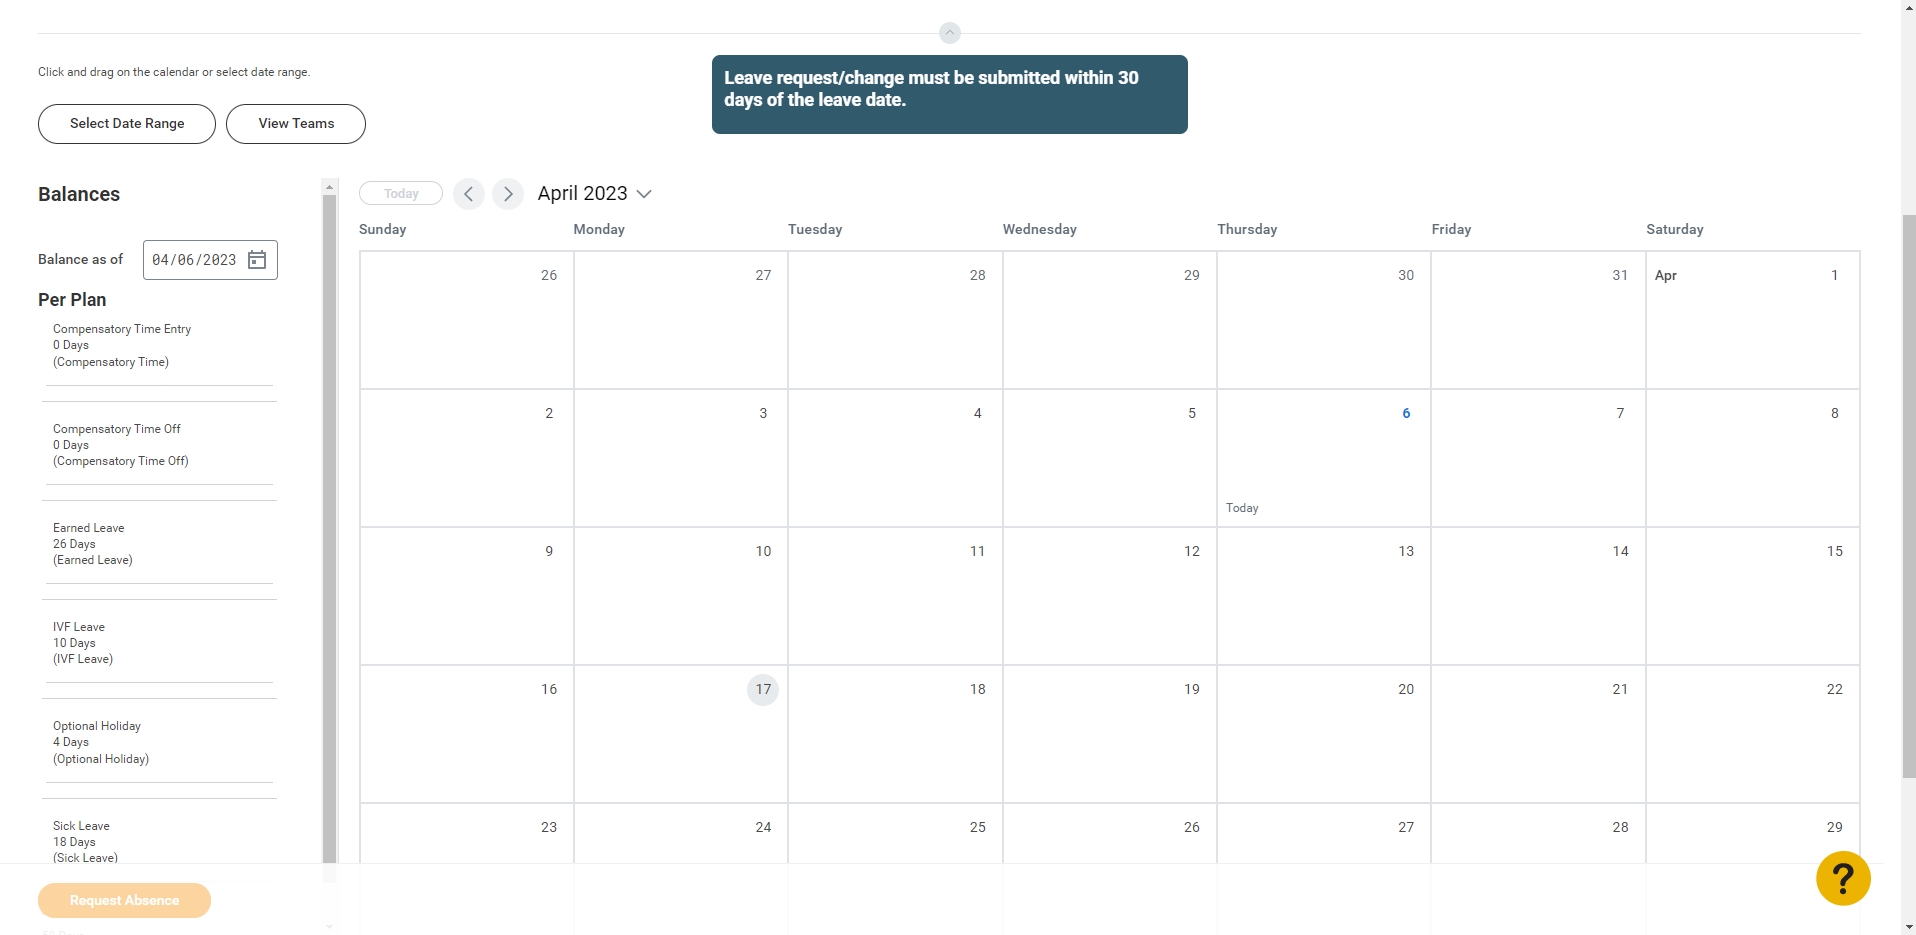 Click and drag on the calendar or select date range.
Leave request/change must be submitted within 30
days of the leave date.
Select Date Range
View Teams
Balances
Balance as of
04/06/2023
Per Plan
Compensatory Time Entry
0 Days
(Compensatory Time)
Compensatory Time Off
0 Days
(Compensatory Time Off)
Earned Leave
26 Days
(Earned Leave)
IVF Leave
10 Days
(IVF Leave)
Optional Holiday
4 Days
(Optional Holiday)
Sick Leave
18 Days
(Sick Leave)
Request Absence
Today
April 2023
Sunday Monday Tuesday Wednesday Thursday Friday Saturday
26 27 28 29 30 31 Apr 1
2 3 4 5 6 7 8
Today
9 10 11 12 13 14 15
16 17 18 19 20 21 22
23 24 25 26 27 28 29
?